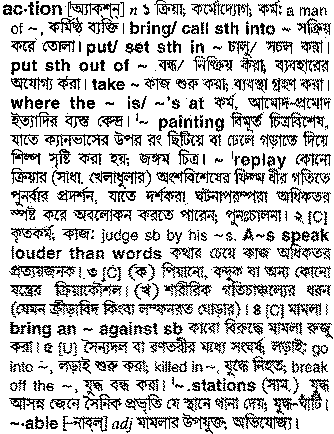 ac·tion [অ্যাকশ্‌ন্] n ১ ক্রিয়া; কর্মোদ্যোগ; কর্ম: a man
of ~, কর্মিষ্ঠ ব্যক্তি। bring/ call sth into ~ সক্রিয়
করে তোলা। put/ set sth in ~ চালু/ সচল করা।
put sth out of ~ বন্ধ/ নিষ্ক্রিয় করা; ব্যবহারের
অযোগ্য করা। take ~ কাজ শুরু করা; ব্যবস্থা গ্রহণ করা।
where the ~ is/ ~'s at কর্ম, আমোদ-প্রমোদ
ইত্যাদির ব্যস্ত কেন্দ্র। '~ painting বিমূর্ত চিত্রবিশেষ,
যাতে ক্যানভাসের উপর রং ছিটিয়ে বা ঢেলে গড়াতে দিয়ে
শিল্প সৃষ্টি করা হয়; জঙ্গম চিত্র। ~ 'replay কোনো
ক্রিয়ার (সাধা, খেলাধুলার) অংশবিশেষের ফিল্ম ধীর গতিতে
পুনর্বার প্রদর্শন, যাতে দর্শকরা ঘটনাপরম্পরা অধিকতর
স্পষ্ট করে অবলোকন করতে পারেন; পুনঃচালনা। ২ [C]
কৃতকর্ম; কাজ: judge sb by his ~s. A~s speak
louder than words কথার চেয়ে কাজ অধিকতর
প্রত্যয়জনক। ৩ [C] (ক) পিয়ানো, বন্দুক বা অন্য কোনো
যন্ত্রের ক্রিয়াকৌশল। (খ) শারীরিক গতিচাঞ্চল্যের ধরন
(যেমন ক্রীড়াবিদ কিংবা লম্ফনরত ঘোড়ার)। ৪ [C] মামলা।
bring an ~ against sb কারো বিরুদ্ধে মামলা রুজু
করা। ৫ [U] সৈন্যদল বা রণতরীর মধ্যে সংঘর্ষ; লড়াই: go
into ~, লড়াই শুরু করা; killed in ~, যুদ্ধে নিহত; break
off the ~, যুদ্ধ বন্ধ করা। '~.stations (সাম.) যুদ্ধ
আসন্ন জেনে সৈনিক প্রভৃতি যে স্থানে থানা দেয়; যুদ্ধ-ঘাটি।
~·able [-নাব্‌ল্] adj মামলার উপযুক্ত; অভিযোজ্য।